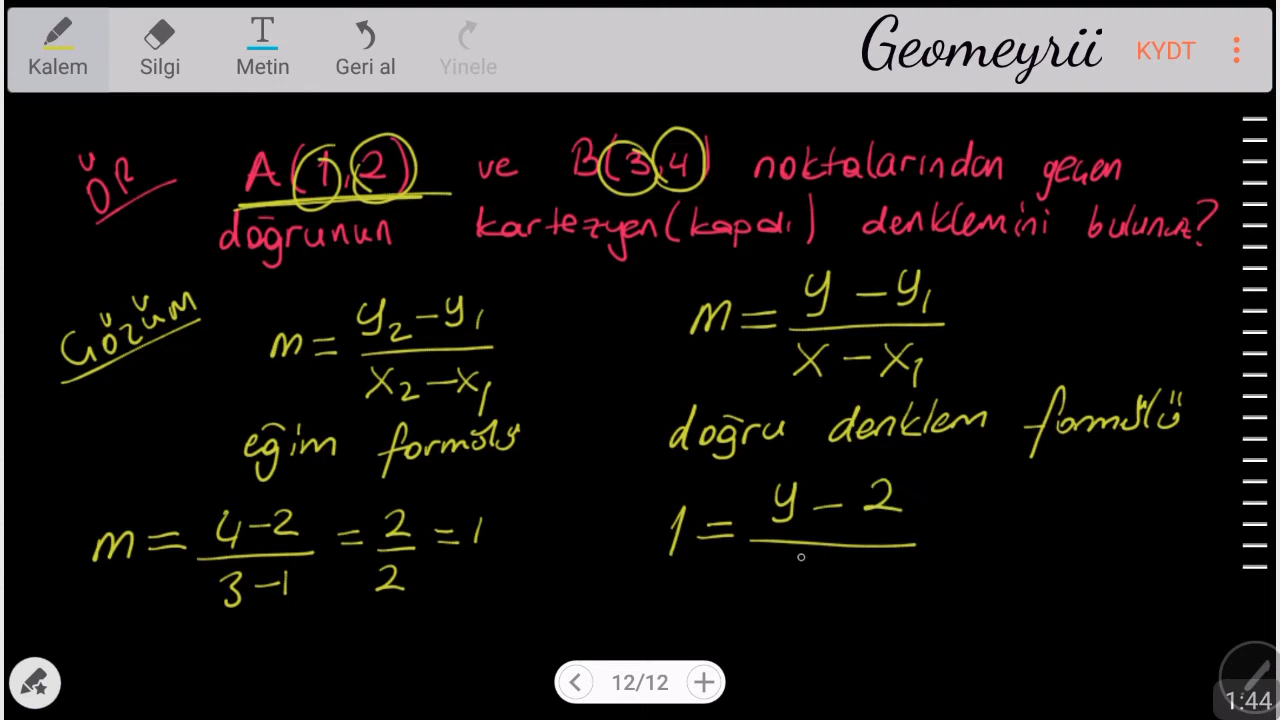 Kalem Silgi Metin Geri al Yinele Geomeyrii KYDT
ÖR A(1,2) ve B(3,4) noktalarından geçen
doğrunun kartezyen(kapalı) denklemini bulunuz?
Çözüm m = y₂-y₁ / x₂-x₁ m = y-y₁ / x-x₁
eğim formülü doğru denklem formülü
m = 4-2 / 3-1 = 2 / 2 = 1 1 = y-2 /
12/12
1:44